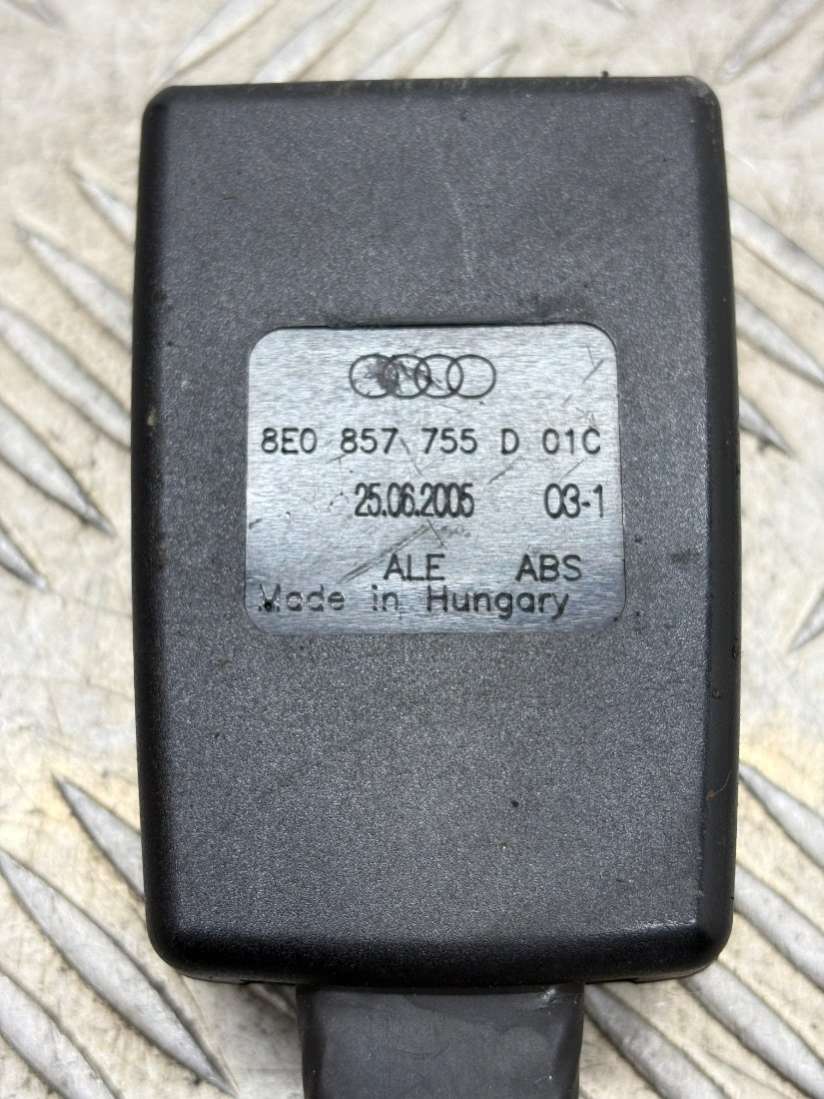 8E0 857 755 D 01C
25.06.2005 03-1
ALE ABS
Made in Hungary